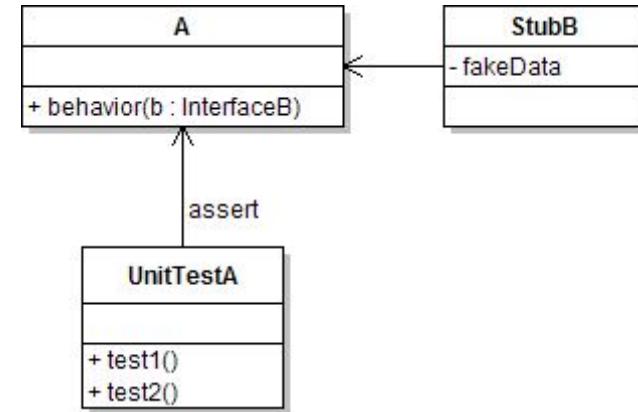 A
+ behavior(b : InterfaceB)
StubB
- fakeData
assert
UnitTestA
+ test1()
+ test2()